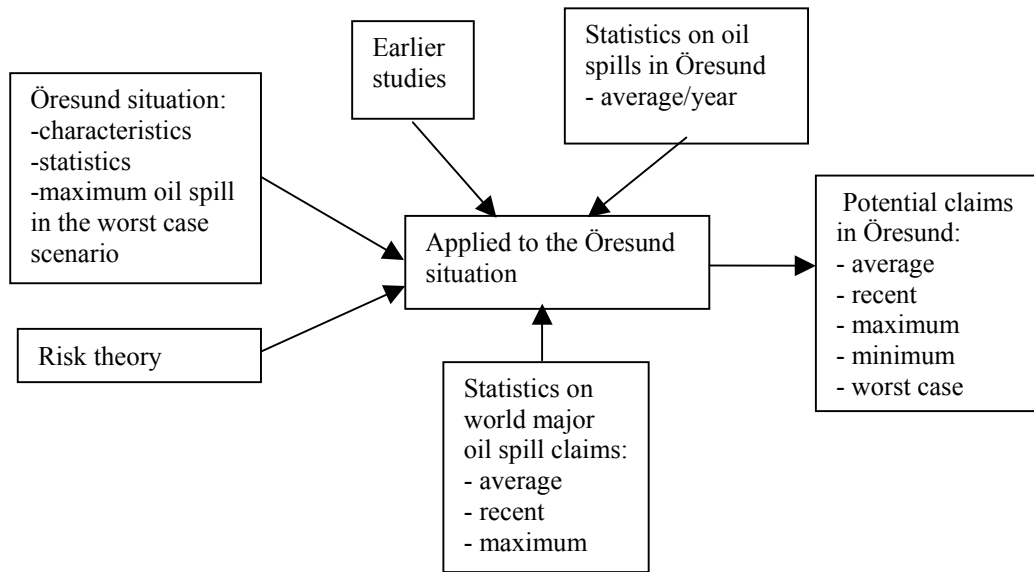 Earlier
studies
Statistics on oil
spills in Öresund
- average/year
Öresund situation:
-characteristics
-statistics
-maximum oil spill
in the worst case
scenario
Applied to the Öresund
situation
Potential claims
in Öresund:
- average
- recent
- maximum
- minimum
- worst case
Risk theory
Statistics on
world major
oil spill claims:
- average
- recent
- maximum